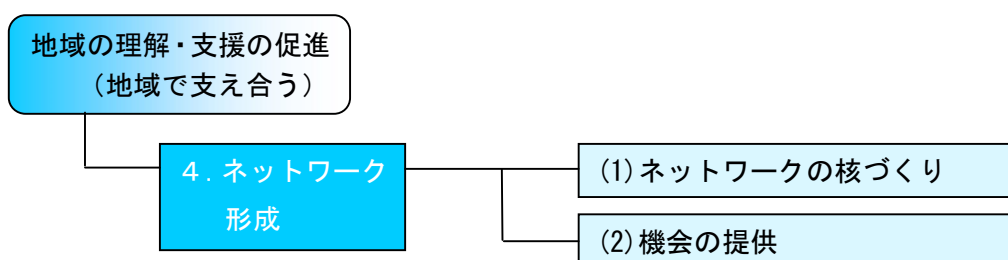 地域の理解・支援の促進
（地域で支え合う）
４．ネットワーク
形成
(1)ネットワークの核づくり
(2)機会の提供